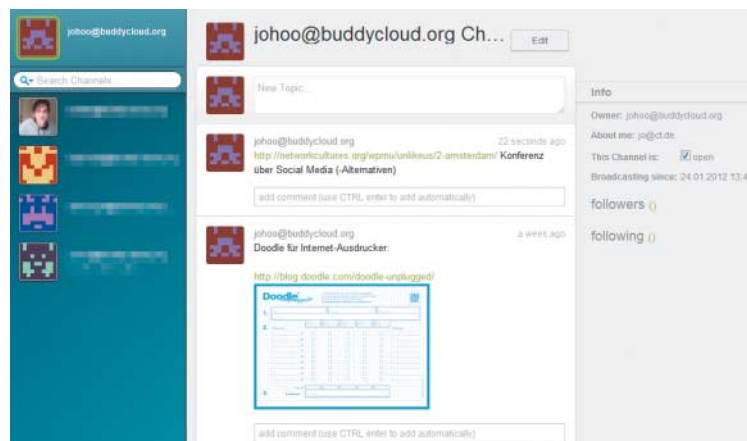 johoo@buddycloud.org
Search Channels
johoo@buddycloud.org Ch...
Edit
New Topic...
johoo@buddycloud.org
22 seconds ago
http://networkcultures.org/wpmu/unlikeus/2-amsterdam/ Konferenz
über Social Media (-Alternativen)
add comment (use CTRL enter to add automatically)
johoo@buddycloud.org
a week ago
Doodle für Internet-Ausdrucker:
http://blog.doodle.com/doodle-unplugged/
Doodle
1.
2.
3.
add comment (use CTRL enter to add automatically)
Info
Owner: johoo@buddycloud.org
About me: jo@ct.de
This Channel is: open
Broadcasting since: 24.01.2012 13:4
followers ()
following ()